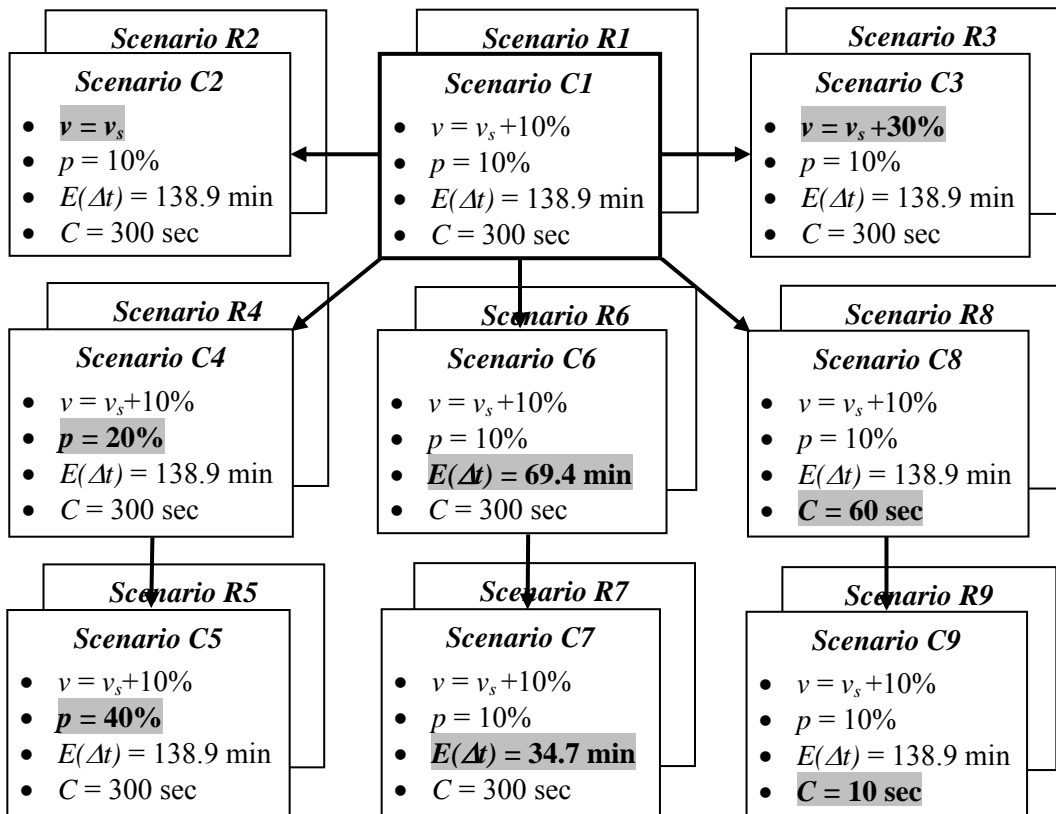 Scenario R2
Scenario C2
• v = vₛ
• p = 10%
• E(Δt) = 138.9 min
• C = 300 sec
Scenario R1
Scenario C1
• v = vₛ +10%
• p = 10%
• E(Δt) = 138.9 min
• C = 300 sec
Scenario R3
Scenario C3
• v = vₛ +30%
• p = 10%
• E(Δt) = 138.9 min
• C = 300 sec
Scenario R4
Scenario C4
• v = vₛ+10%
• p = 20%
• E(Δt) = 138.9 min
• C = 300 sec
Scenario R6
Scenario C6
• v = vₛ +10%
• p = 10%
• E(Δt) = 69.4 min
• C = 300 sec
Scenario R8
Scenario C8
• v = vₛ +10%
• p = 10%
• E(Δt) = 138.9 min
• C = 60 sec
Scenario R5
Scenario C5
• v = vₛ+10%
• p = 40%
• E(Δt) = 138.9 min
• C = 300 sec
Scenario R7
Scenario C7
• v = vₛ +10%
• p = 10%
• E(Δt) = 34.7 min
• C = 300 sec
Scenario R9
Scenario C9
• v = vₛ +10%
• p = 10%
• E(Δt) = 138.9 min
• C = 10 sec